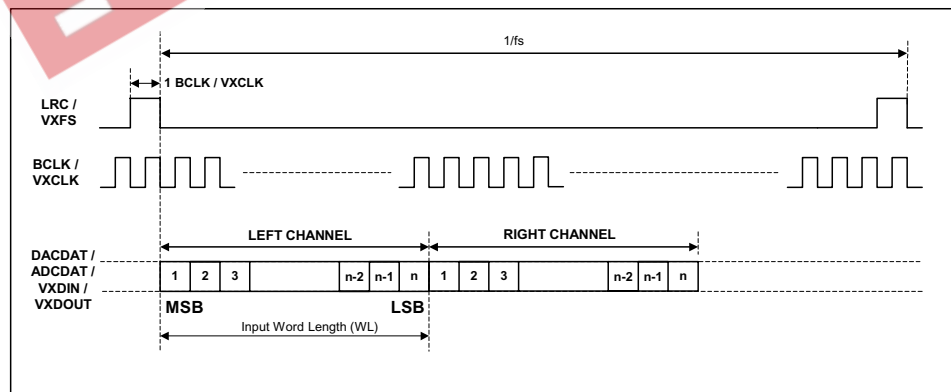 1/fs
1 BCLK / VXCLK
LRC /
VXFS
BCLK /
VXCLK
LEFT CHANNEL
RIGHT CHANNEL
DACDAT /
ADCDAT /
VXDIN /
VXDOUT
1 2 3 n-2 n-1 n 1 2 3 n-2 n-1 n
MSB LSB
Input Word Length (WL)